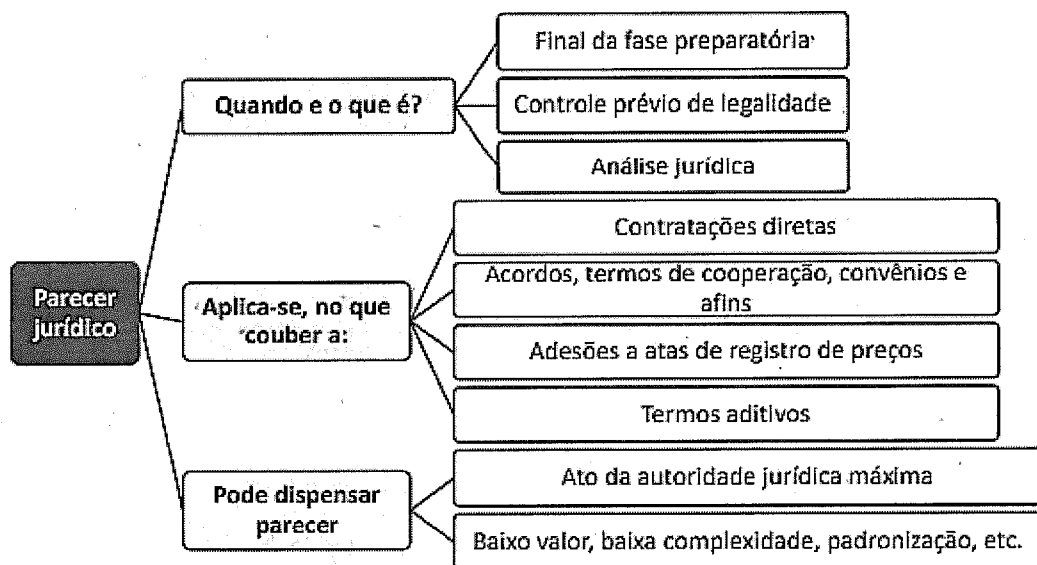 Final da fase preparatória
Quando e o que é?
Controle prévio de legalidade
Análise jurídica
Contratações diretas
Parecer
jurídico
Aplica-se, no que
couber a:
Acordos, termos de cooperação, convênios e
afins
Adesões a atas de registro de preços
Termos aditivos
Pode dispensar
parecer
Ato da autoridade jurídica máxima
Baixo valor, baixa complexidade, padronização, etc.